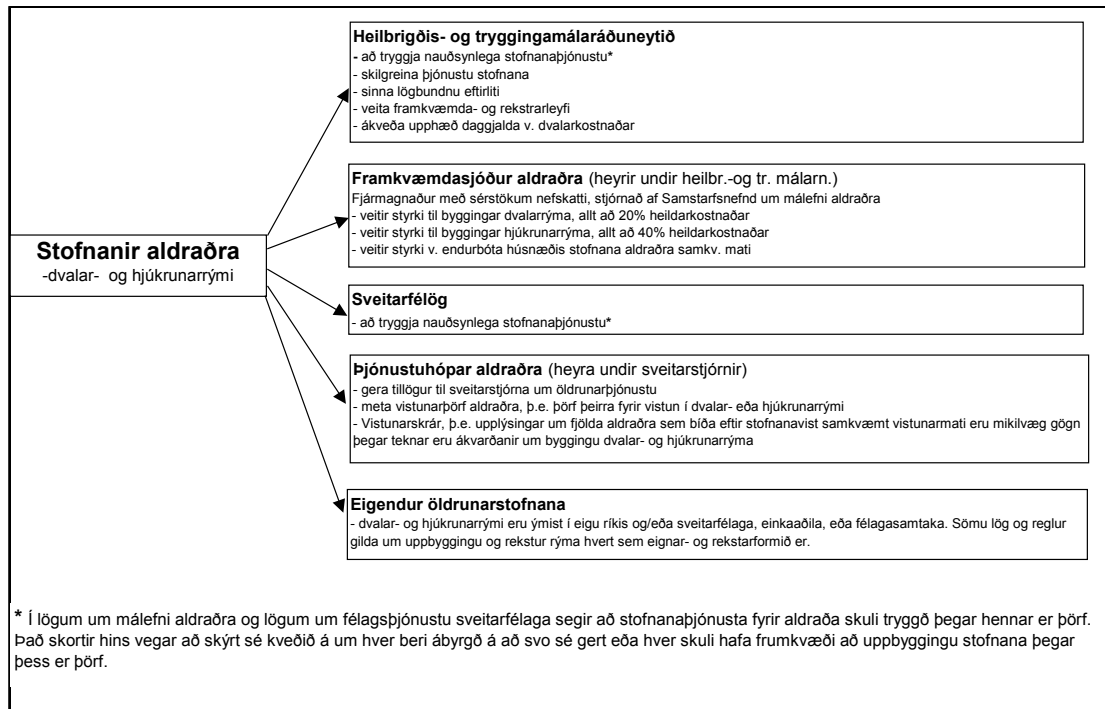 Heilbrigðis- og tryggingamálaráðuneytið
- að tryggja nauðsynlega stofnanaþjónustu*
- skilgreina þjónustu stofnana
- sinna lögbundnu eftirliti
- veita framkvæmda- og rekstrarleyfi
- ákveða upphæð daggjalda v. dvalarkostnaðar
Framkvæmdasjóður aldraðra (heyrir undir heilbr.-og tr. málarn.)
Fjármagnaður með sérstökum nefskatti, stjórnað af Samstarfsnefnd um málefni aldraðra
- veitir styrki til byggingar dvalarrýma, allt að 20% heildarkostnaðar
- veitir styrki til byggingar hjúkrunarrýma, allt að 40% heildarkostnaðar
- veitir styrki v. endurbóta húsnæðis stofnana aldraðra samkv. mati
Stofnanir aldraðra
-dvalar- og hjúkrunarrými
Sveitarfélög
- að tryggja nauðsynlega stofnanaþjónustu*
Þjónustuhópar aldraðra (heyra undir sveitarstjórnir)
- gera tillögur til sveitarstjórna um öldrunarþjónustu
- meta vistunarþörf aldraðra, þ.e. þörf þeirra fyrir vistun í dvalar- eða hjúkrunarrými
- Vistunarskrár, þ.e. upplýsingar um fjölda aldraðra sem bíða eftir stofnanavist samkvæmt vistunarmati eru mikilvæg gögn
þegar teknar eru ákvarðanir um byggingu dvalar- og hjúkrunarrýma
Eigendur öldrunarstofnana
- dvalar- og hjúkrunarrými eru ýmist í eigu ríkis og/eða sveitarfélaga, einkaaðila, eða félagasamtaka. Sömu lög og reglur
gilda um uppbyggingu og rekstur rýma hvert sem eignar- og rekstarformið er.
* Í lögum um málefni aldraðra og lögum um félagsþjónustu sveitarfélaga segir að stofnanaþjónusta fyrir aldraða skuli tryggð þegar hennar er þörf.
Það skortir hins vegar að skýrt sé kveðið á um hver beri ábyrgð á að svo sé gert eða hver skuli hafa frumkvæði að uppbyggingu stofnana þegar
þess er þörf.